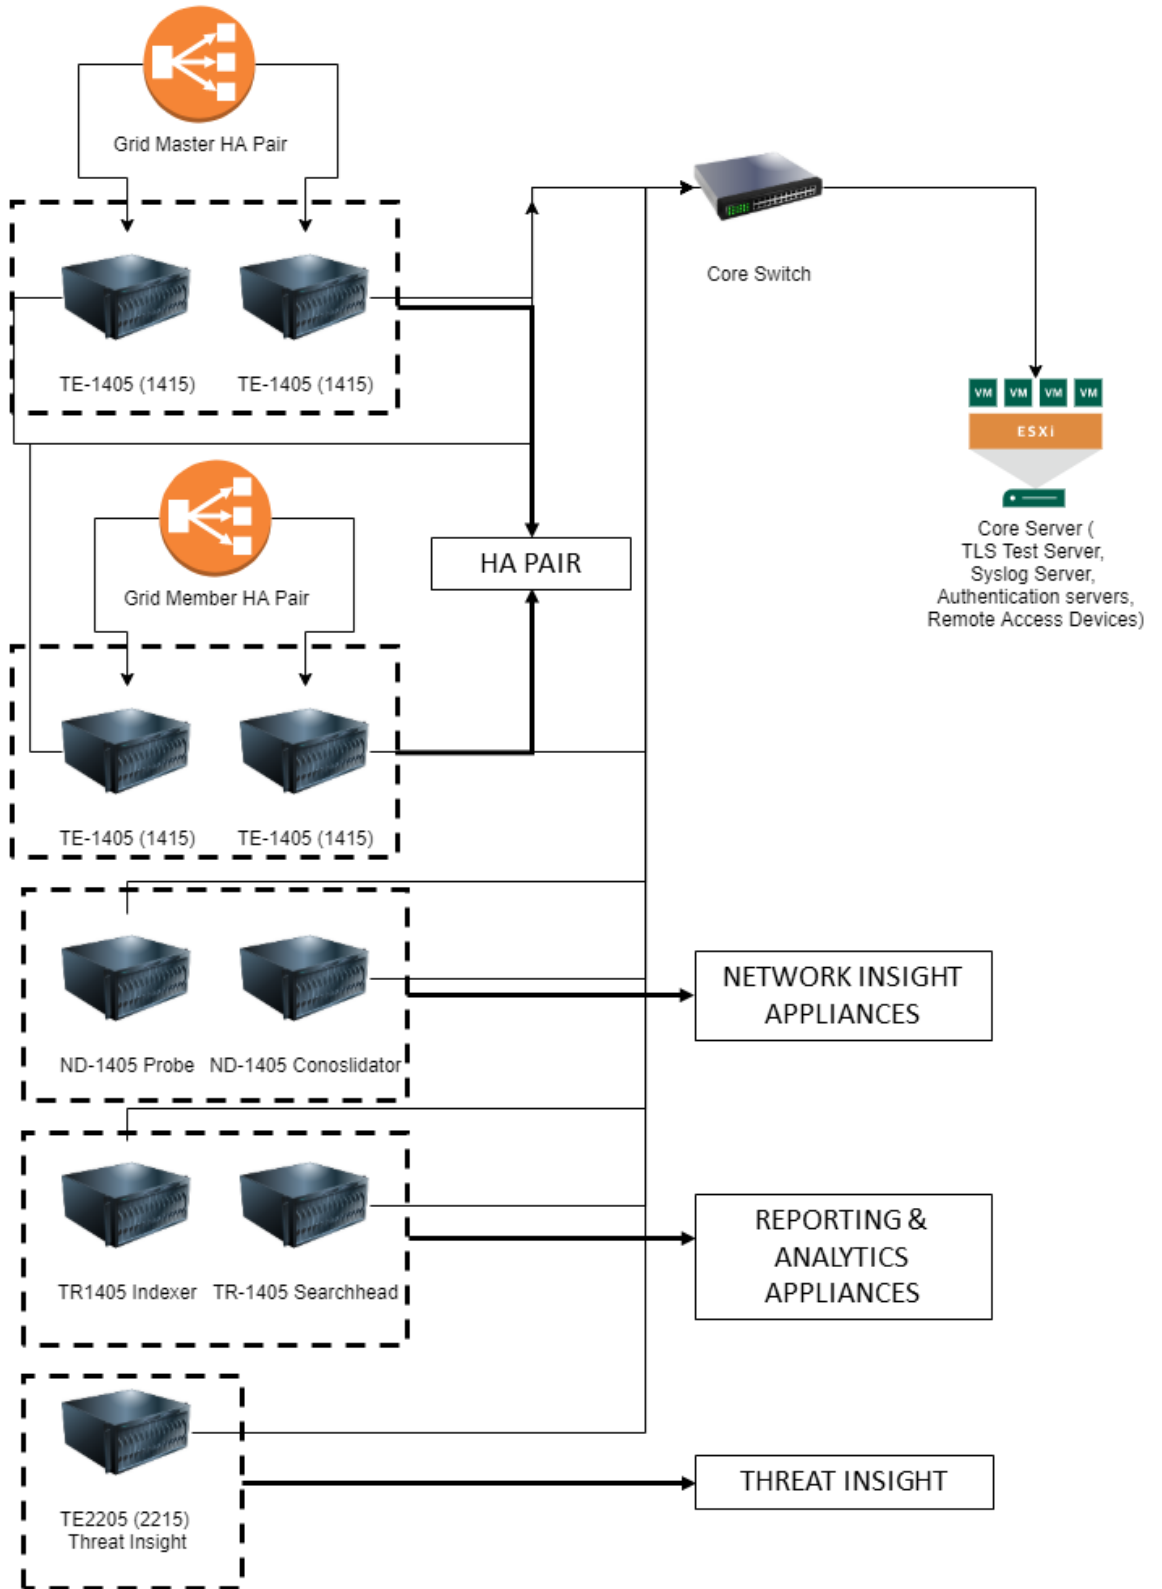 Grid Master HA Pair
TE-1405 (1415)
TE-1405 (1415)
Core Switch
VM
VM
VM
VM
ESXi
Core Server (
TLS Test Server,
Syslog Server,
Authentication servers,
Remote Access Devices)
Grid Member HA Pair
HA PAIR
TE-1405 (1415)
TE-1405 (1415)
ND-1405 Probe
ND-1405 Conoslidator
NETWORK INSIGHT
APPLIANCES
TR1405 Indexer
TR-1405 Searchhead
REPORTING &
ANALYTICS
APPLIANCES
TE2205 (2215)
Threat Insight
THREAT INSIGHT